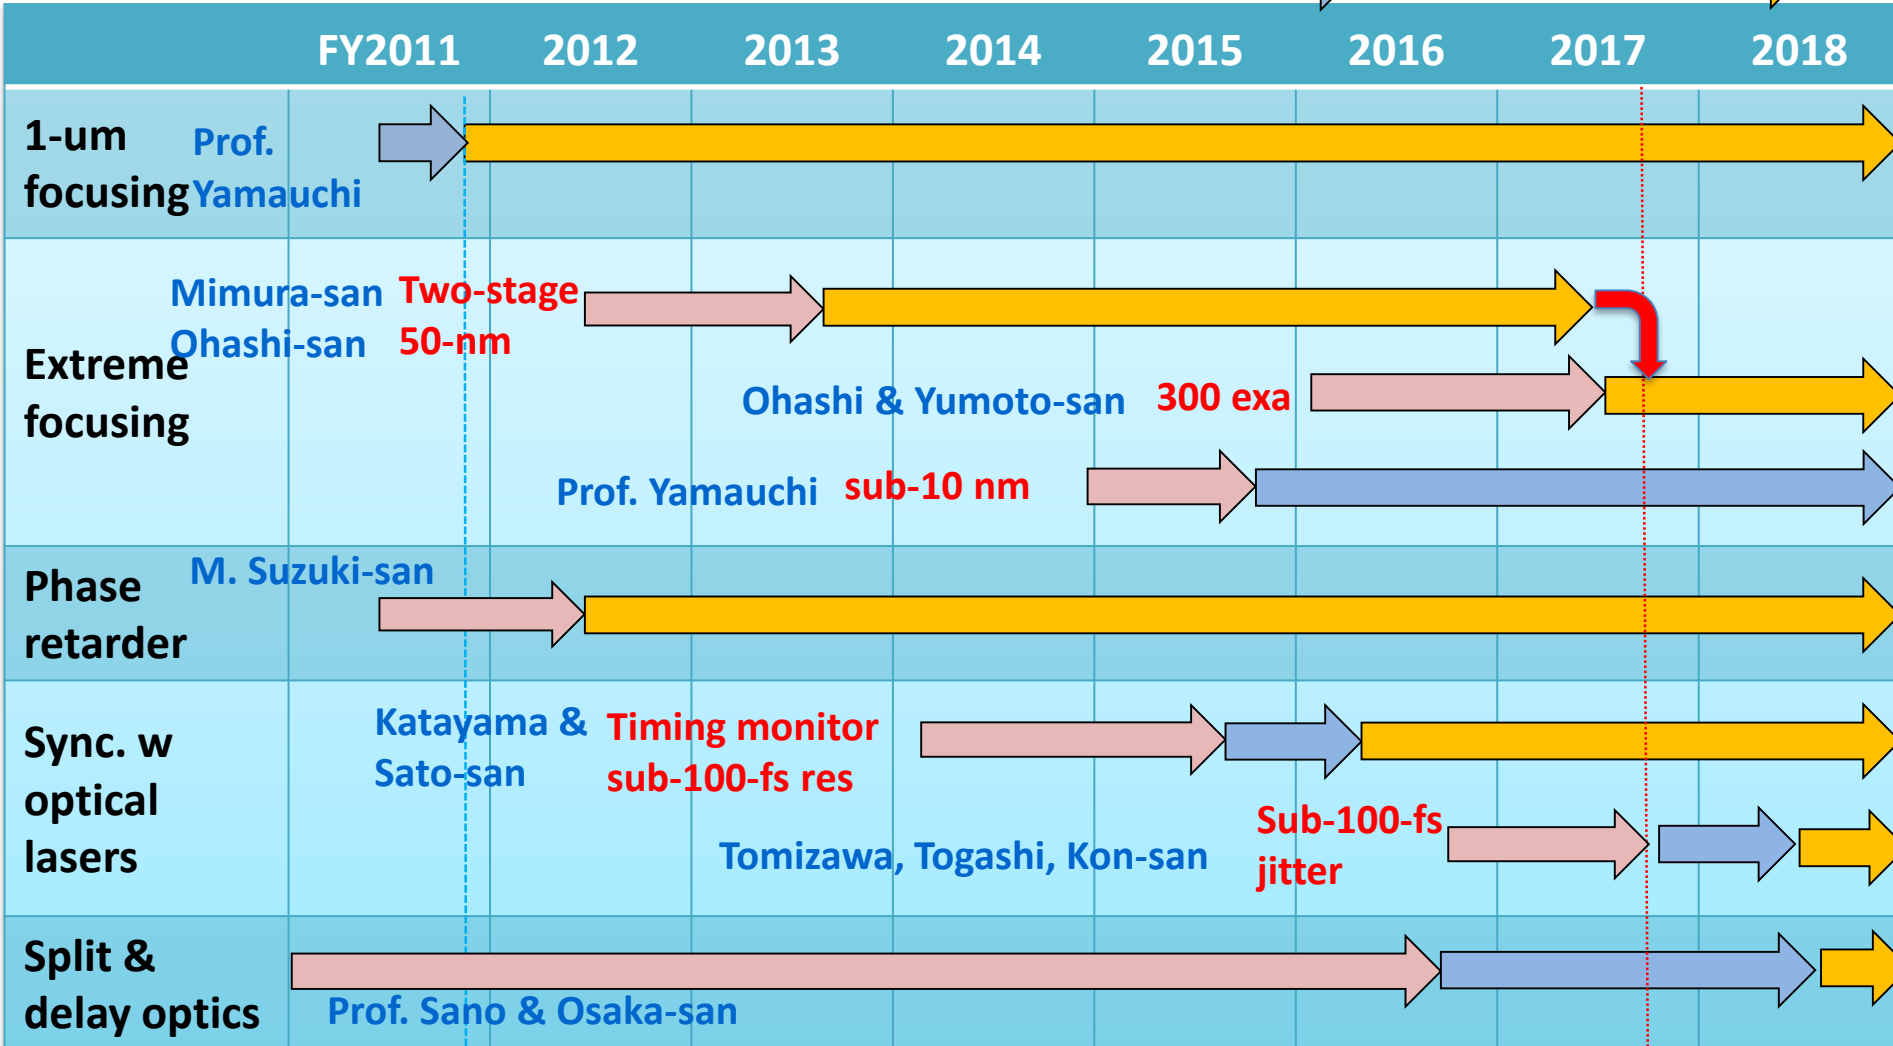 FY2011 2012 2013 2014 2015 2016 2017 2018
1-um
focusing
Prof.
Yamauchi
Extreme
focusing
Mimura-san
Ohashi-san
Two-stage
50-nm
Ohashi & Yumoto-san 300 exa
Prof. Yamauchi sub-10 nm
Phase
retarder
M. Suzuki-san
Sync. w
optical
lasers
Katayama &
Sato-san
Timing monitor
sub-100-fs res
Tomizawa, Togashi, Kon-san
Sub-100-fs
jitter
Split &
delay optics
Prof. Sano & Osaka-san